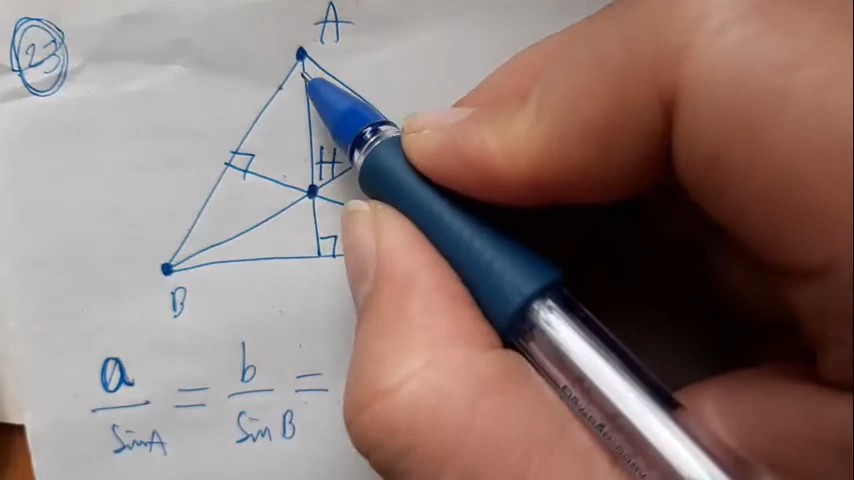 23
A
H
B
a/SinA = b/SinB =